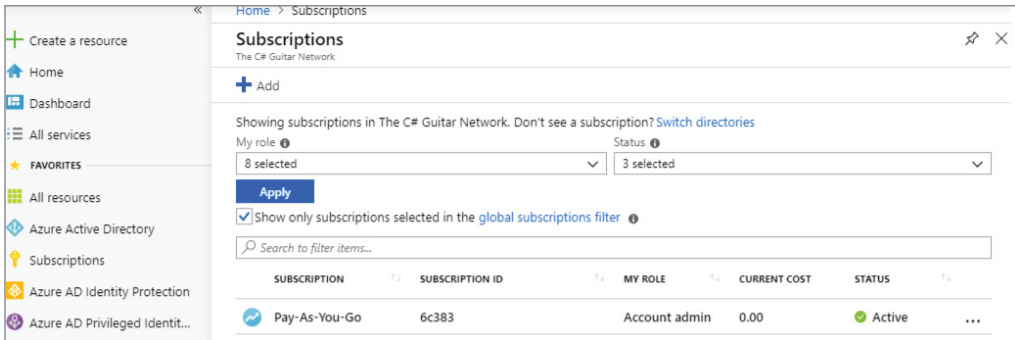 «
Create a resource
Home
Dashboard
All services
FAVORITES
All resources
Azure Active Directory
Subscriptions
Azure AD Identity Protection
Azure AD Privileged Identit...
Home > Subscriptions
Subscriptions
The C# Guitar Network
Add
Showing subscriptions in The C# Guitar Network. Don't see a subscription? Switch directories
My role Status
8 selected 3 selected
Apply
Show only subscriptions selected in the global subscriptions filter
Search to filter items...
SUBSCRIPTION SUBSCRIPTION ID MY ROLE CURRENT COST STATUS
Pay-As-You-Go 6c383 Account admin 0.00 Active ...